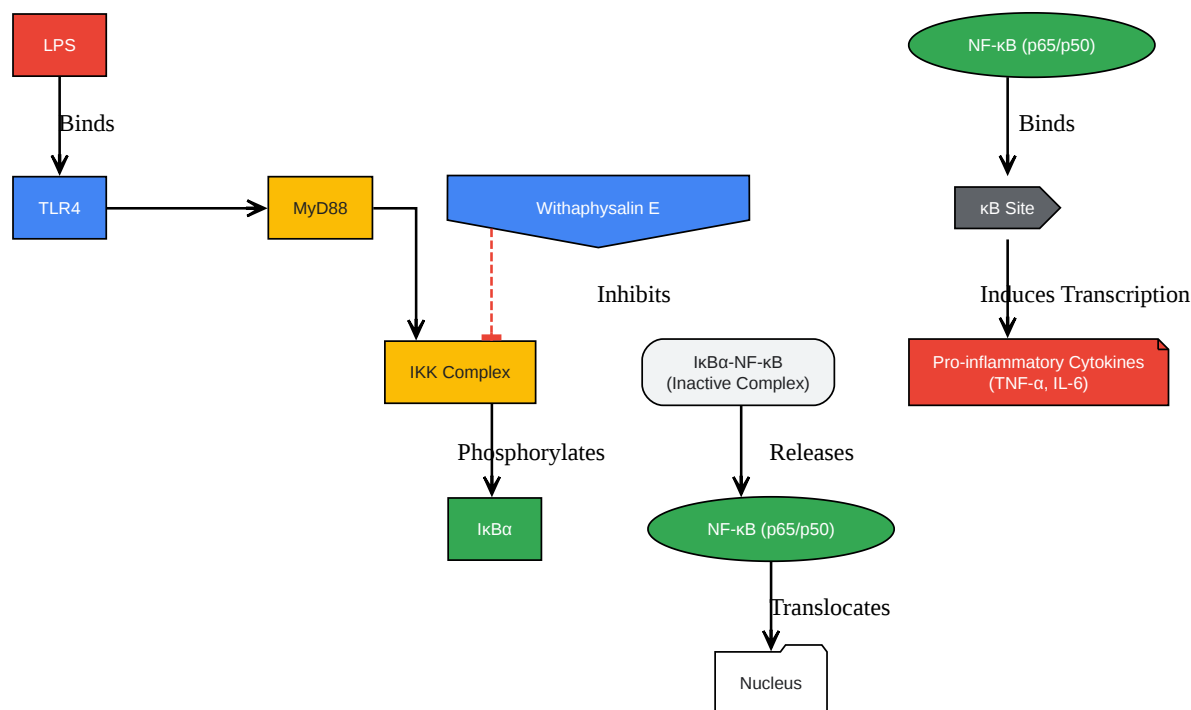 LPS
NF-κB (p65/p50)
Binds
Binds
TLR4
MyD88
Withaphysalin E
κB Site
Inhibits
Induces Transcription
IKK Complex
IκBα-NF-κB
(Inactive Complex)
Pro-inflammatory Cytokines
(TNF-α, IL-6)
Phosphorylates
Releases
IκBα
NF-κB (p65/p50)
Translocates
Nucleus